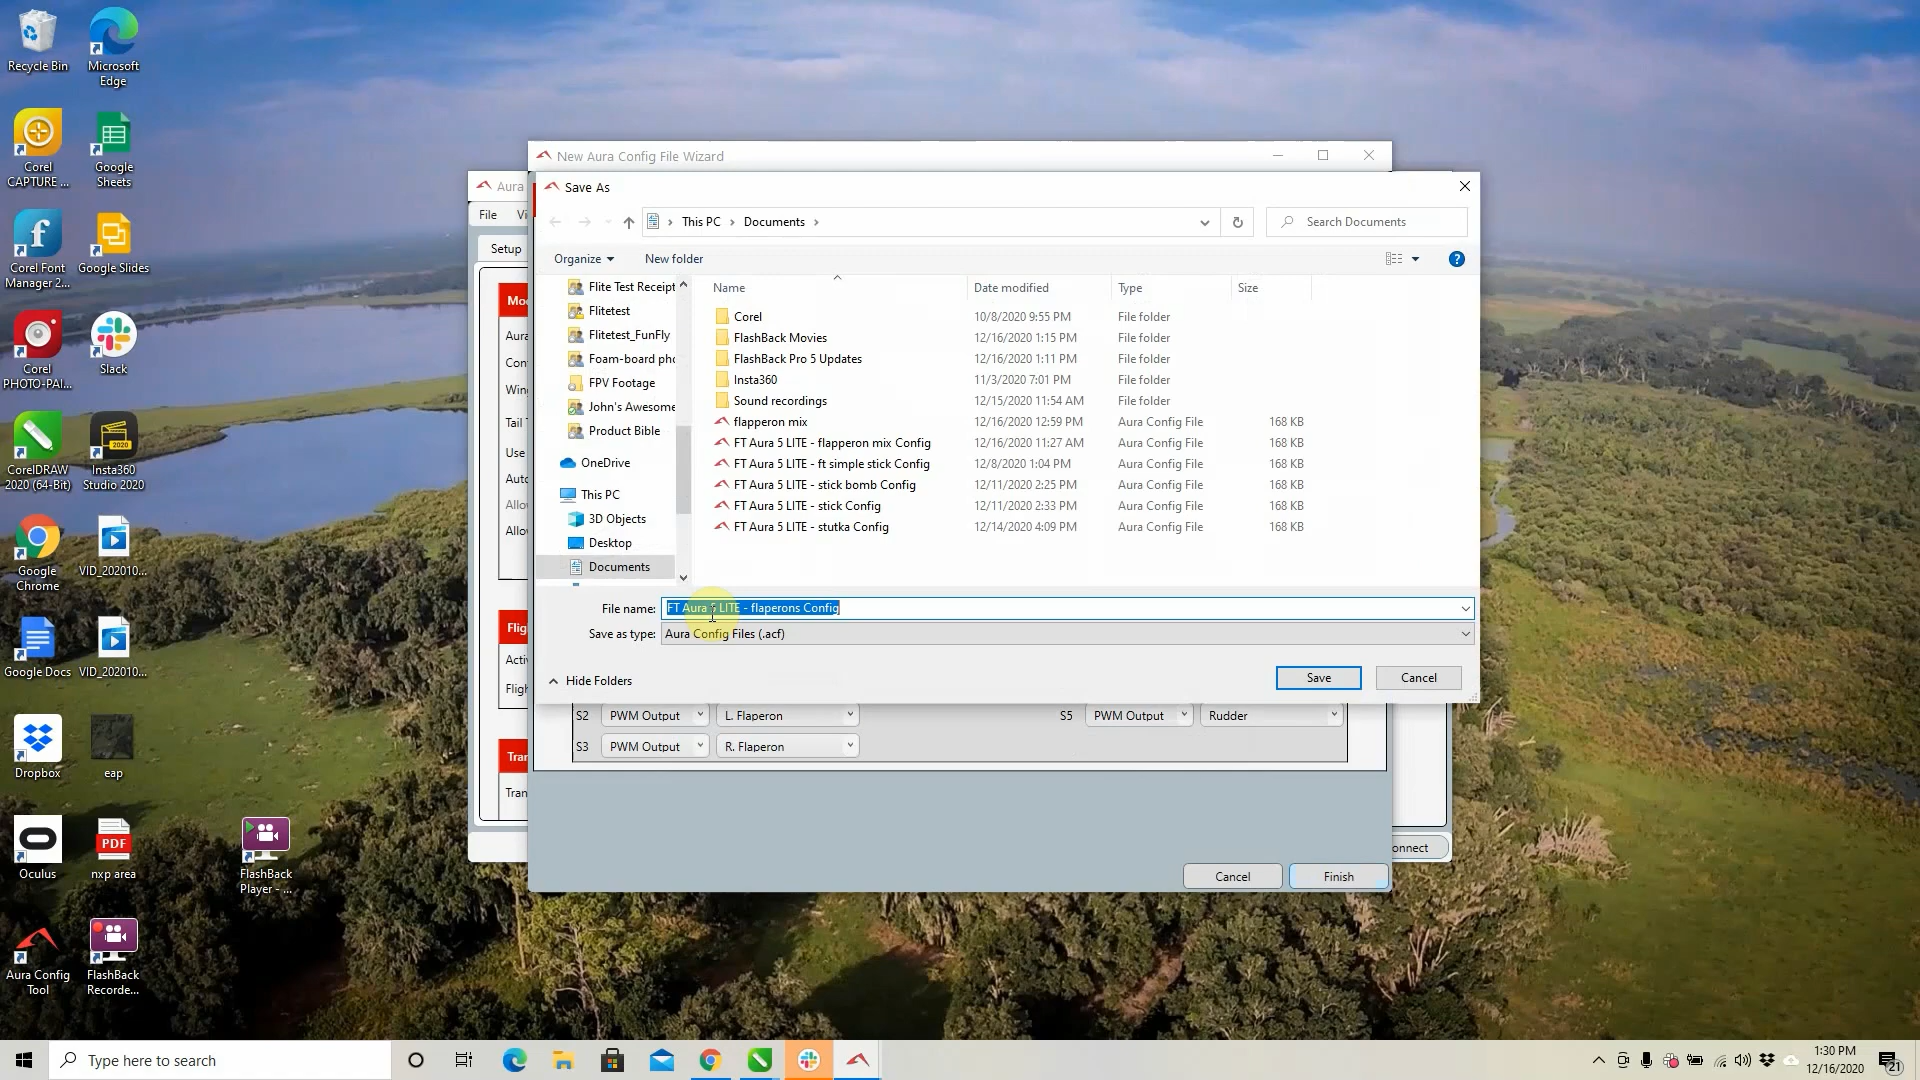 Recycle Bin
Microsoft
Edge
Corel
CAPTURE ...
Google
Sheets
Corel Font
Manager 2...
Google Slides
Corel
PHOTO-PAI...
Slack
CorelDRAW
2020 (64-Bit)
Insta360
Studio 2020
2020
Google
Chrome
VID_202010...
Google Docs
VID_202010...
Dropbox
eap
Oculus
PDF
nxp area
FlashBack
Player - ...
Aura Config
Tool
FlashBack
Recorde...
New Aura Config File Wizard
Aura
File
Vi
Setup
Mod
Aura
Con
Wing
Tail T
Use
Auto
Allow
Allow
Flig
Activ
Fligh
Tran
Tran
Save As
This PC
Documents
Search Documents
Organize
New folder
Flite Test Receipt
Flitetest
Flitetest_FunFly
Foam-board pho
FPV Footage
John's Awesome
Product Bible
OneDrive
This PC
3D Objects
Desktop
Documents
Name Date modified Type Size
Corel 10/8/2020 9:55 PM File folder
FlashBack Movies 12/16/2020 1:15 PM File folder
FlashBack Pro 5 Updates 12/16/2020 1:11 PM File folder
Insta360 11/3/2020 7:01 PM File folder
Sound recordings 12/15/2020 11:54 AM File folder
flapperon mix 12/16/2020 12:59 PM Aura Config File 168 KB
FT Aura 5 LITE - flapperon mix Config 12/16/2020 11:27 AM Aura Config File 168 KB
FT Aura 5 LITE - ft simple stick Config 12/8/2020 1:04 PM Aura Config File 168 KB
FT Aura 5 LITE - stick bomb Config 12/11/2020 2:25 PM Aura Config File 168 KB
FT Aura 5 LITE - stick Config 12/11/2020 2:33 PM Aura Config File 168 KB
FT Aura 5 LITE - stutka Config 12/14/2020 4:09 PM Aura Config File 168 KB
File name: FT Aura 5 LITE - flaperons Config
Save as type: Aura Config Files (.acf)
Hide Folders
Save
Cancel
S2 PWM Output L. Flaperon S5 PWM Output Rudder
S3 PWM Output R. Flaperon
onnect
Cancel
Finish
Type here to search
1:30 PM
12/16/2020
21